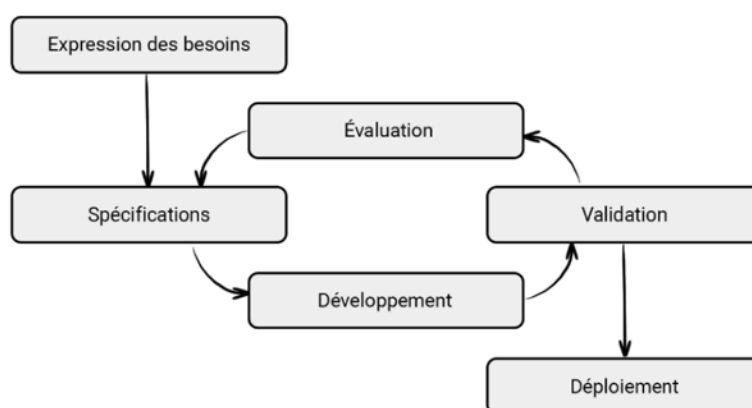 Expression des besoins
Évaluation
Spécifications
Validation
Développement
Déploiement